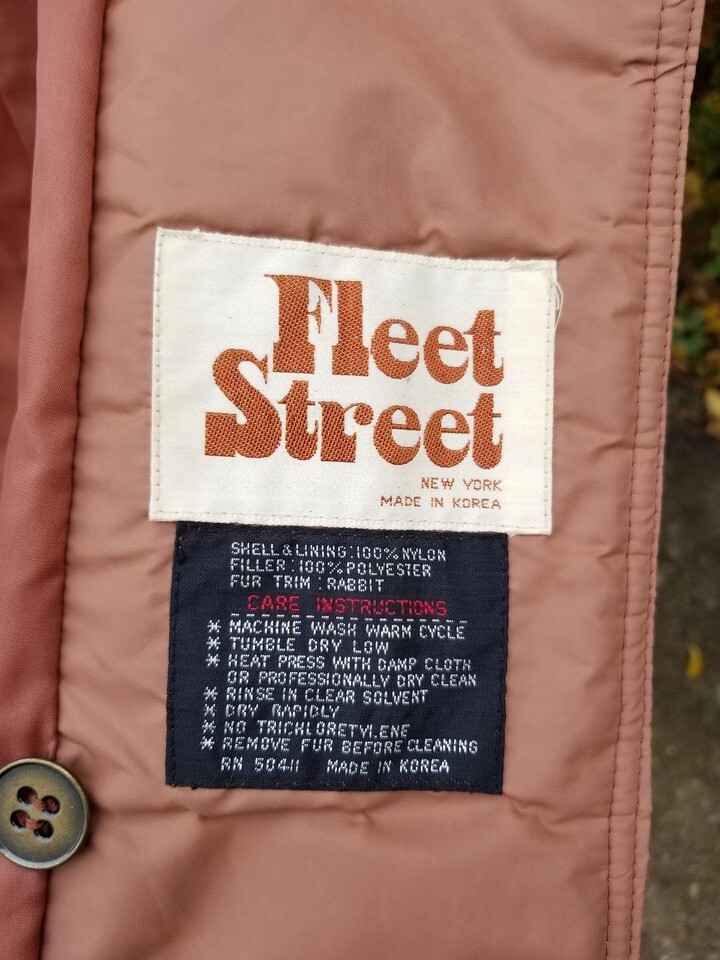 Fleet
Street
NEW YORK
MADE IN KOREA
SHELL & LINING : 100% NYLON
FILLER : 100% POLYESTER
FUR TRIM : RABBIT
CARE INSTRUCTIONS
* MACHINE WASH WARM CYCLE
* TUMBLE DRY LOW
* HEAT PRESS WITH DAMP CLOTH
OR PROFESSIONALLY DRY CLEAN
* RINSE IN CLEAR SOLVENT
* DRY RAPIDLY
* NO TRICHLORETYLENE
* REMOVE FUR BEFORE CLEANING
RN 50411 MADE IN KOREA